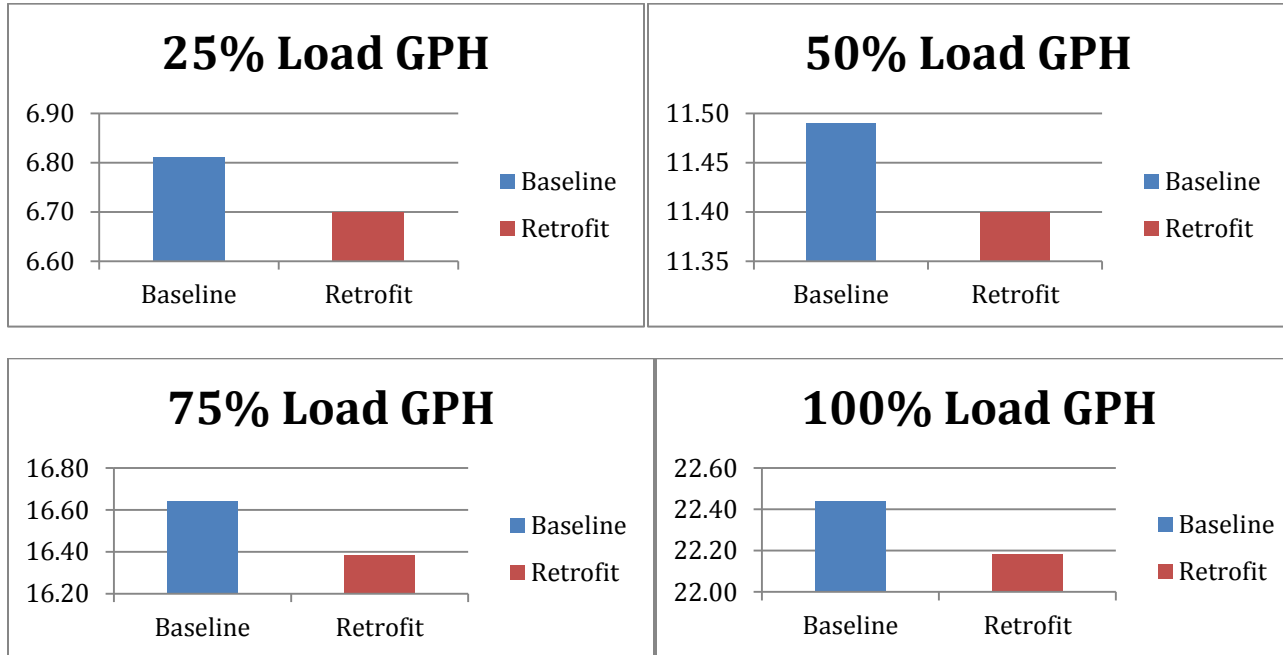 25% Load GPH
6.90
6.80
6.70
6.60
Baseline
Retrofit
Baseline
Retrofit
50% Load GPH
11.50
11.45
11.40
11.35
Baseline
Retrofit
Baseline
Retrofit
75% Load GPH
16.80
16.60
16.40
16.20
Baseline
Retrofit
Baseline
Retrofit
100% Load GPH
22.60
22.40
22.20
22.00
Baseline
Retrofit
Baseline
Retrofit